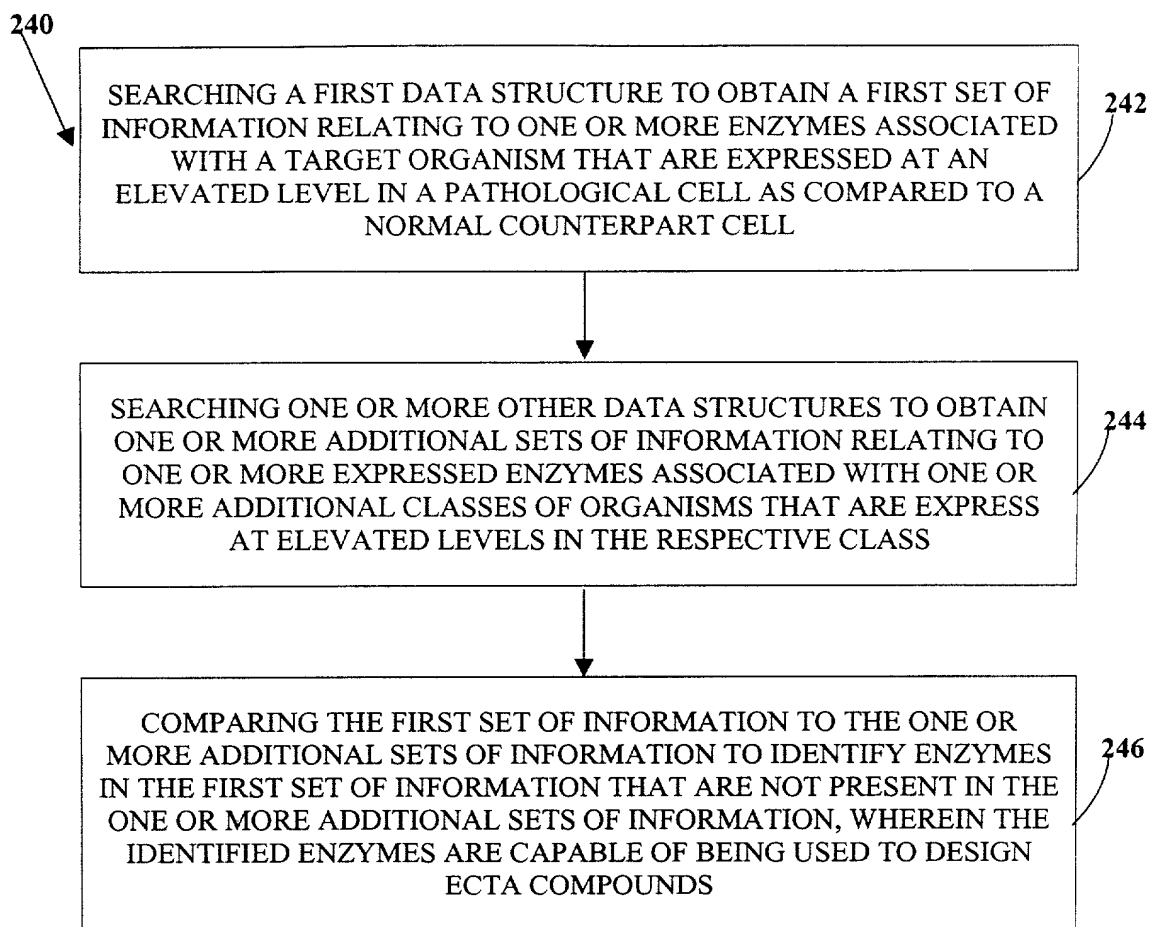 240
SEARCHING A FIRST DATA STRUCTURE TO OBTAIN A FIRST SET OF
INFORMATION RELATING TO ONE OR MORE ENZYMES ASSOCIATED
WITH A TARGET ORGANISM THAT ARE EXPRESSED AT AN
ELEVATED LEVEL IN A PATHOLOGICAL CELL AS COMPARED TO A
NORMAL COUNTERPART CELL
242
SEARCHING ONE OR MORE OTHER DATA STRUCTURES TO OBTAIN
ONE OR MORE ADDITIONAL SETS OF INFORMATION RELATING TO
ONE OR MORE EXPRESSED ENZYMES ASSOCIATED WITH ONE OR
MORE ADDITIONAL CLASSES OF ORGANISMS THAT ARE EXPRESS
AT ELEVATED LEVELS IN THE RESPECTIVE CLASS
244
COMPARING THE FIRST SET OF INFORMATION TO THE ONE OR
MORE ADDITIONAL SETS OF INFORMATION TO IDENTIFY ENZYMES
IN THE FIRST SET OF INFORMATION THAT ARE NOT PRESENT IN THE
ONE OR MORE ADDITIONAL SETS OF INFORMATION, WHEREIN THE
IDENTIFIED ENZYMES ARE CAPABLE OF BEING USED TO DESIGN
ECTA COMPOUNDS
246